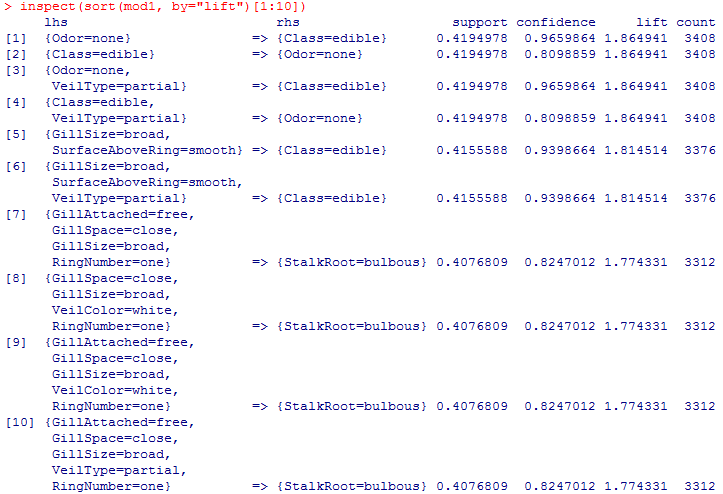 > inspect(sort(mod1, by="lift")[1:10])
     lhs                          rhs                   support confidence     lift count
[1]  {Odor=none}               => {Class=edible}      0.4194978  0.9659864 1.864941  3408
[2]  {Class=edible}            => {Odor=none}         0.4194978  0.8098859 1.864941  3408
[3]  {Odor=none,
      VeilType=partial}        => {Class=edible}      0.4194978  0.9659864 1.864941  3408
[4]  {Class=edible,
      VeilType=partial}        => {Odor=none}         0.4194978  0.8098859 1.864941  3408
[5]  {GillSize=broad,
      SurfaceAboveRing=smooth} => {Class=edible}      0.4155588  0.9398664 1.814514  3376
[6]  {GillSize=broad,
      SurfaceAboveRing=smooth,
      VeilType=partial}        => {Class=edible}      0.4155588  0.9398664 1.814514  3376
[7]  {GillAttached=free,
      GillSpace=close,
      GillSize=broad,
      RingNumber=one}          => {StalkRoot=bulbous} 0.4076809  0.8247012 1.774331  3312
[8]  {GillSpace=close,
      GillSize=broad,
      VeilColor=white,
      RingNumber=one}          => {StalkRoot=bulbous} 0.4076809  0.8247012 1.774331  3312
[9]  {GillAttached=free,
      GillSpace=close,
      GillSize=broad,
      VeilColor=white,
      RingNumber=one}          => {StalkRoot=bulbous} 0.4076809  0.8247012 1.774331  3312
[10] {GillAttached=free,
      GillSpace=close,
      GillSize=broad,
      VeilType=partial,
      RingNumber=one}          => {StalkRoot=bulbous} 0.4076809  0.8247012 1.774331  3312